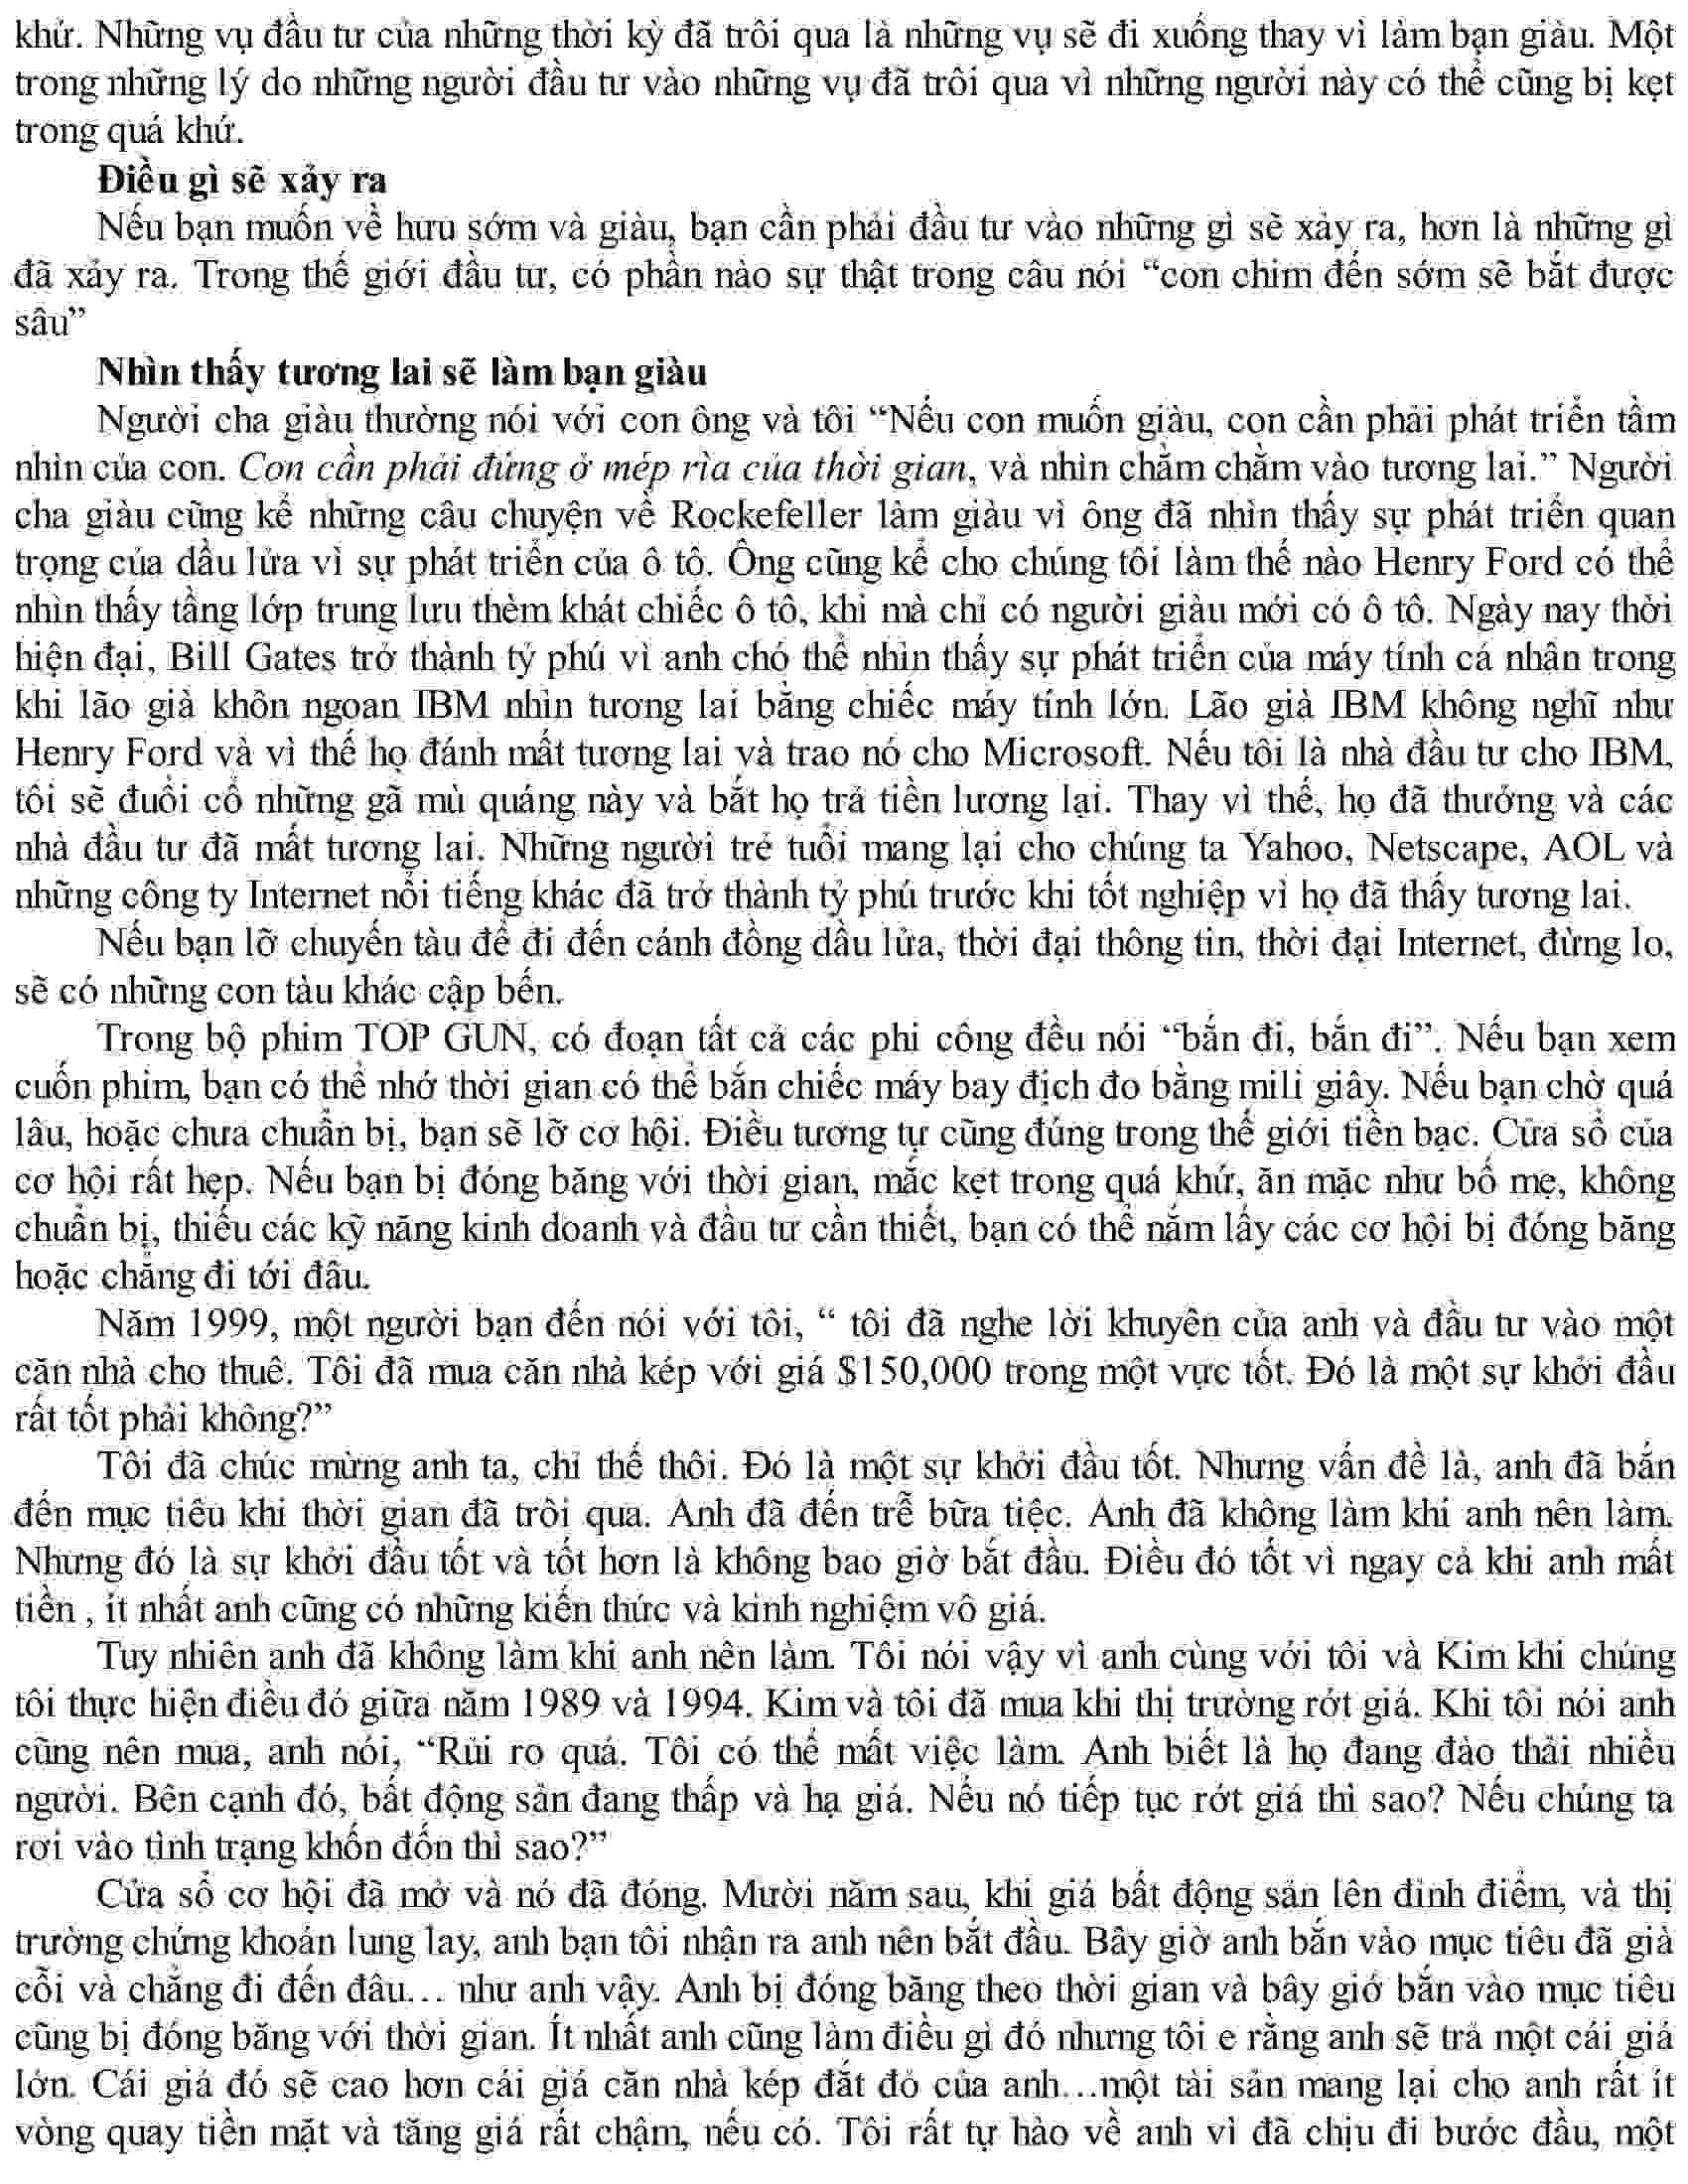 khứ. Những vụ đầu tư của những thời kỳ đã trôi qua là những vụ sẽ đi xuống thay vì làm bạn giàu. Một
trong những lý do những người đầu tư vào những vụ đã trôi qua vì những người này có thể cũng bị kẹt
trong quá khứ.
Điều gì sẽ xảy ra
Nếu bạn muốn về hưu sớm và giàu, bạn cần phải đầu tư vào những gì sẽ xảy ra, hơn là những gì
đã xảy ra. Trong thế giới đầu tư, có phần nào sự thật trong câu nói “con chim đến sớm sẽ bắt được
sâu”
Nhìn thấy tương lai sẽ làm bạn giàu
Người cha giàu thường nói với con ông và tôi “Nếu con muốn giàu, con cần phải phát triển tầm
nhìn của con. Con cần phải đứng ở mép rìa của thời gian, và nhìn chằm chằm vào tương lai.” Người
cha giàu cũng kể những câu chuyện về Rockefeller làm giàu vì ông đã nhìn thấy sự phát triển quan
trọng của dầu lửa vì sự phát triển của ô tô. Ông cũng kể cho chúng tôi làm thế nào Henry Ford có thể
nhìn thấy tầng lớp trung lưu thèm khát chiếc ô tô, khi mà chỉ có người giàu mới có ô tô. Ngày nay thời
hiện đại, Bill Gates trở thành tỷ phú vì anh chó thể nhìn thấy sự phát triển của máy tính cá nhân trong
khi lão già khôn ngoan IBM nhìn tương lai bằng chiếc máy tính lớn. Lão già IBM không nghĩ như
Henry Ford và vì thế họ đánh mất tương lai và trao nó cho Microsoft. Nếu tôi là nhà đầu tư cho IBM,
tôi sẽ đuổi cổ những gã mù quáng này và bắt họ trả tiền lương lại. Thay vì thế, họ đã thưởng và các
nhà đầu tư đã mất tương lai. Những người trẻ tuổi mang lại cho chúng ta Yahoo, Netscape, AOL và
những công ty Internet nổi tiếng khác đã trở thành tỷ phú trước khi tốt nghiệp vì họ đã thấy tương lai.
Nếu bạn lỡ chuyến tàu để đi đến cánh đồng dầu lửa, thời đại thông tin, thời đại Internet, đừng lo,
sẽ có những con tàu khác cập bến.
Trong bộ phim TOP GUN, có đoạn tất cả các phi công đều nói “bắn đi, bắn đi”. Nếu bạn xem
cuốn phim, bạn có thể nhớ thời gian có thể bắn chiếc máy bay địch đo bằng mili giây. Nếu bạn chờ quá
lâu, hoặc chưa chuẩn bị, bạn sẽ lỡ cơ hội. Điều tương tự cũng đúng trong thế giới tiền bạc. Cửa sổ của
cơ hội rất hẹp. Nếu bạn bị đóng băng với thời gian, mắc kẹt trong quá khứ, ăn mặc như bố mẹ, không
chuẩn bị, thiếu các kỹ năng kinh doanh và đầu tư cần thiết, bạn có thể nắm lấy các cơ hội bị đóng băng
hoặc chẳng đi tới đâu.
Năm 1999, một người bạn đến nói với tôi, “ tôi đã nghe lời khuyên của anh và đầu tư vào một
căn nhà cho thuê. Tôi đã mua căn nhà kép với giá $150,000 trong một vực tốt. Đó là một sự khởi đầu
rất tốt phải không?”
Tôi đã chúc mừng anh ta, chỉ thế thôi. Đó là một sự khởi đầu tốt. Nhưng vấn đề là, anh đã bắn
đến mục tiêu khi thời gian đã trôi qua. Anh đã đến trễ bữa tiệc. Anh đã không làm khi anh nên làm.
Nhưng đó là sự khởi đầu tốt và tốt hơn là không bao giờ bắt đầu. Điều đó tốt vì ngay cả khi anh mất
tiền , ít nhất anh cũng có những kiến thức và kinh nghiệm vô giá.
Tuy nhiên anh đã không làm khi anh nên làm. Tôi nói vậy vì anh cùng với tôi và Kim khi chúng
tôi thực hiện điều đó giữa năm 1989 và 1994. Kim và tôi đã mua khi thị trường rớt giá. Khi tôi nói anh
cũng nên mua, anh nói, “Rủi ro quá. Tôi có thể mất việc làm. Anh biết là họ đang đào thải nhiều
người. Bên cạnh đó, bất động sản đang thấp và hạ giá. Nếu nó tiếp tục rớt giá thì sao? Nếu chúng ta
rơi vào tình trạng khốn đốn thì sao?”
Cửa sổ cơ hội đã mở và nó đã đóng. Mười năm sau, khi giá bất động sản lên đỉnh điểm, và thị
trường chứng khoán lung lay, anh bạn tôi nhận ra anh nên bắt đầu. Bây giờ anh bắn vào mục tiêu đã già
cỗi và chẳng đi đến đâu… như anh vậy. Anh bị đóng băng theo thời gian và bây giớ bắn vào mục tiêu
cũng bị đóng băng với thời gian. Ít nhất anh cũng làm điều gì đó nhưng tôi e rằng anh sẽ trả một cái giá
lớn. Cái giá đó sẽ cao hơn cái giá căn nhà kép đắt đỏ của anh…một tài sản mang lại cho anh rất ít
vòng quay tiền mặt và tăng giá rất chậm, nếu có. Tôi rất tự hào về anh vì đã chịu đi bước đầu, một